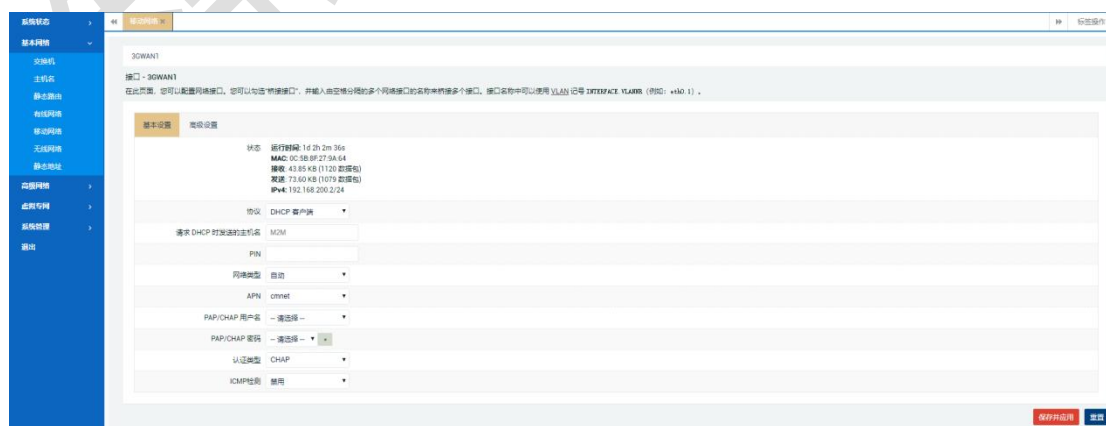 系统状态
基本网络
交换机
主机名
静态路由
有线网络
移动网络
无线网络
静态地址
高级网络
虚拟专网
系统管理
退出
移动网络
标签操作
3GWAN1
接口 - 3GWAN1
在此页面，您可以配置网络接口。您可以勾选“桥接接口”，并输入由空格分隔的多个网络接口的名称来桥接多个接口。接口名称中可以使用 VLAN 记号 INTERFACE.VLANNR（例如：eth0.1）。
基本设置 高级设置
状态 运行时间: 1d 2h 2m 36s
MAC: 0C:5B:8F:27:9A:64
接收: 43.85 KB (1120 数据包)
发送: 73.60 KB (1079 数据包)
IPv4: 192.168.200.2/24
协议 DHCP 客户端
请求 DHCP 时发送的主机名 M2M
PIN
网络类型 自动
APN cmnet
PAP/CHAP 用户名 -- 请选择 --
PAP/CHAP 密码 -- 请选择 --
认证类型 CHAP
ICMP检测 禁用
保存并应用 重置